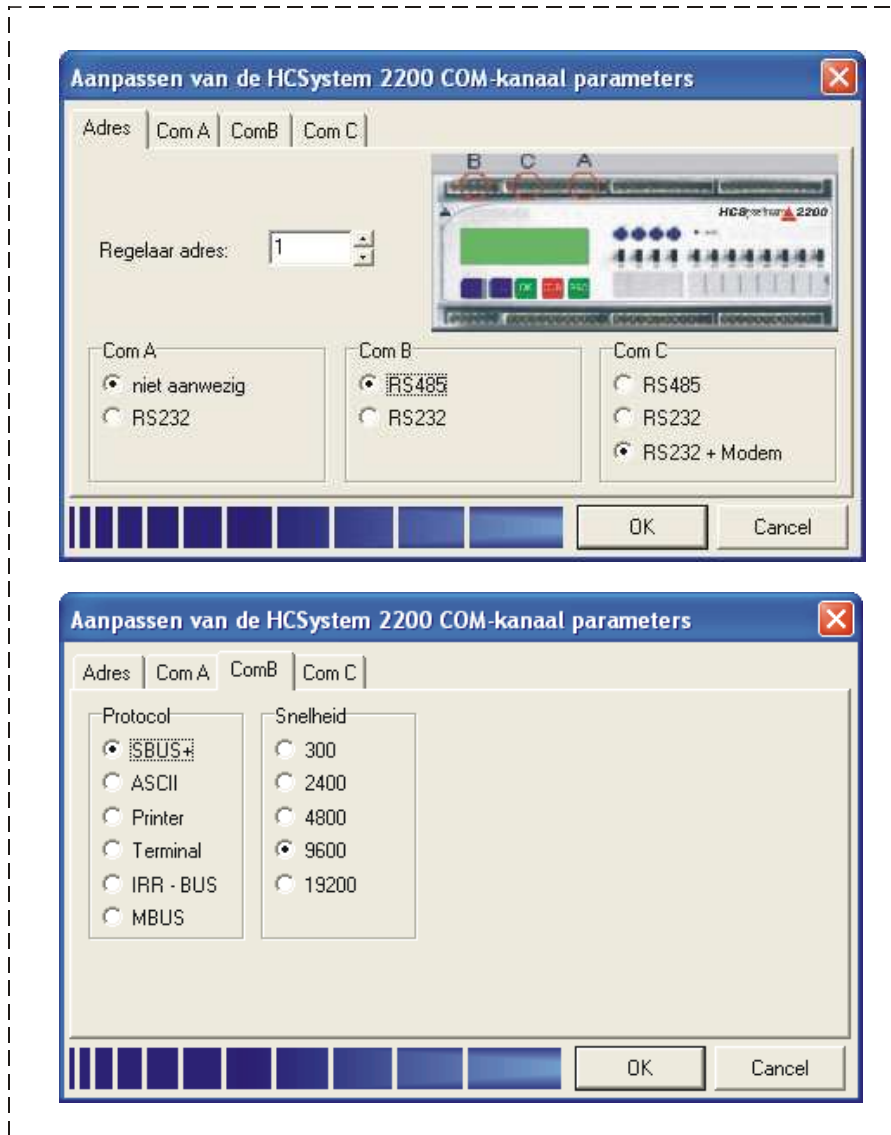 Aanpassen van de HCSystem 2200 COM-kanaal parameters
Adres Com A ComB Com C
B C A
HCSystem 2200
Regelaar adres: 1
OK
Com A Com B Com C
niet aanwezig RS485 RS485
RS232 RS232 RS232
RS232 + Modem
OK Cancel
Aanpassen van de HCSystem 2200 COM-kanaal parameters
Adres Com A ComB Com C
Protocol Snelheid
SBUS+ 300
ASCII 2400
Printer 4800
Terminal 9600
IRR - BUS 19200
MBUS
OK Cancel